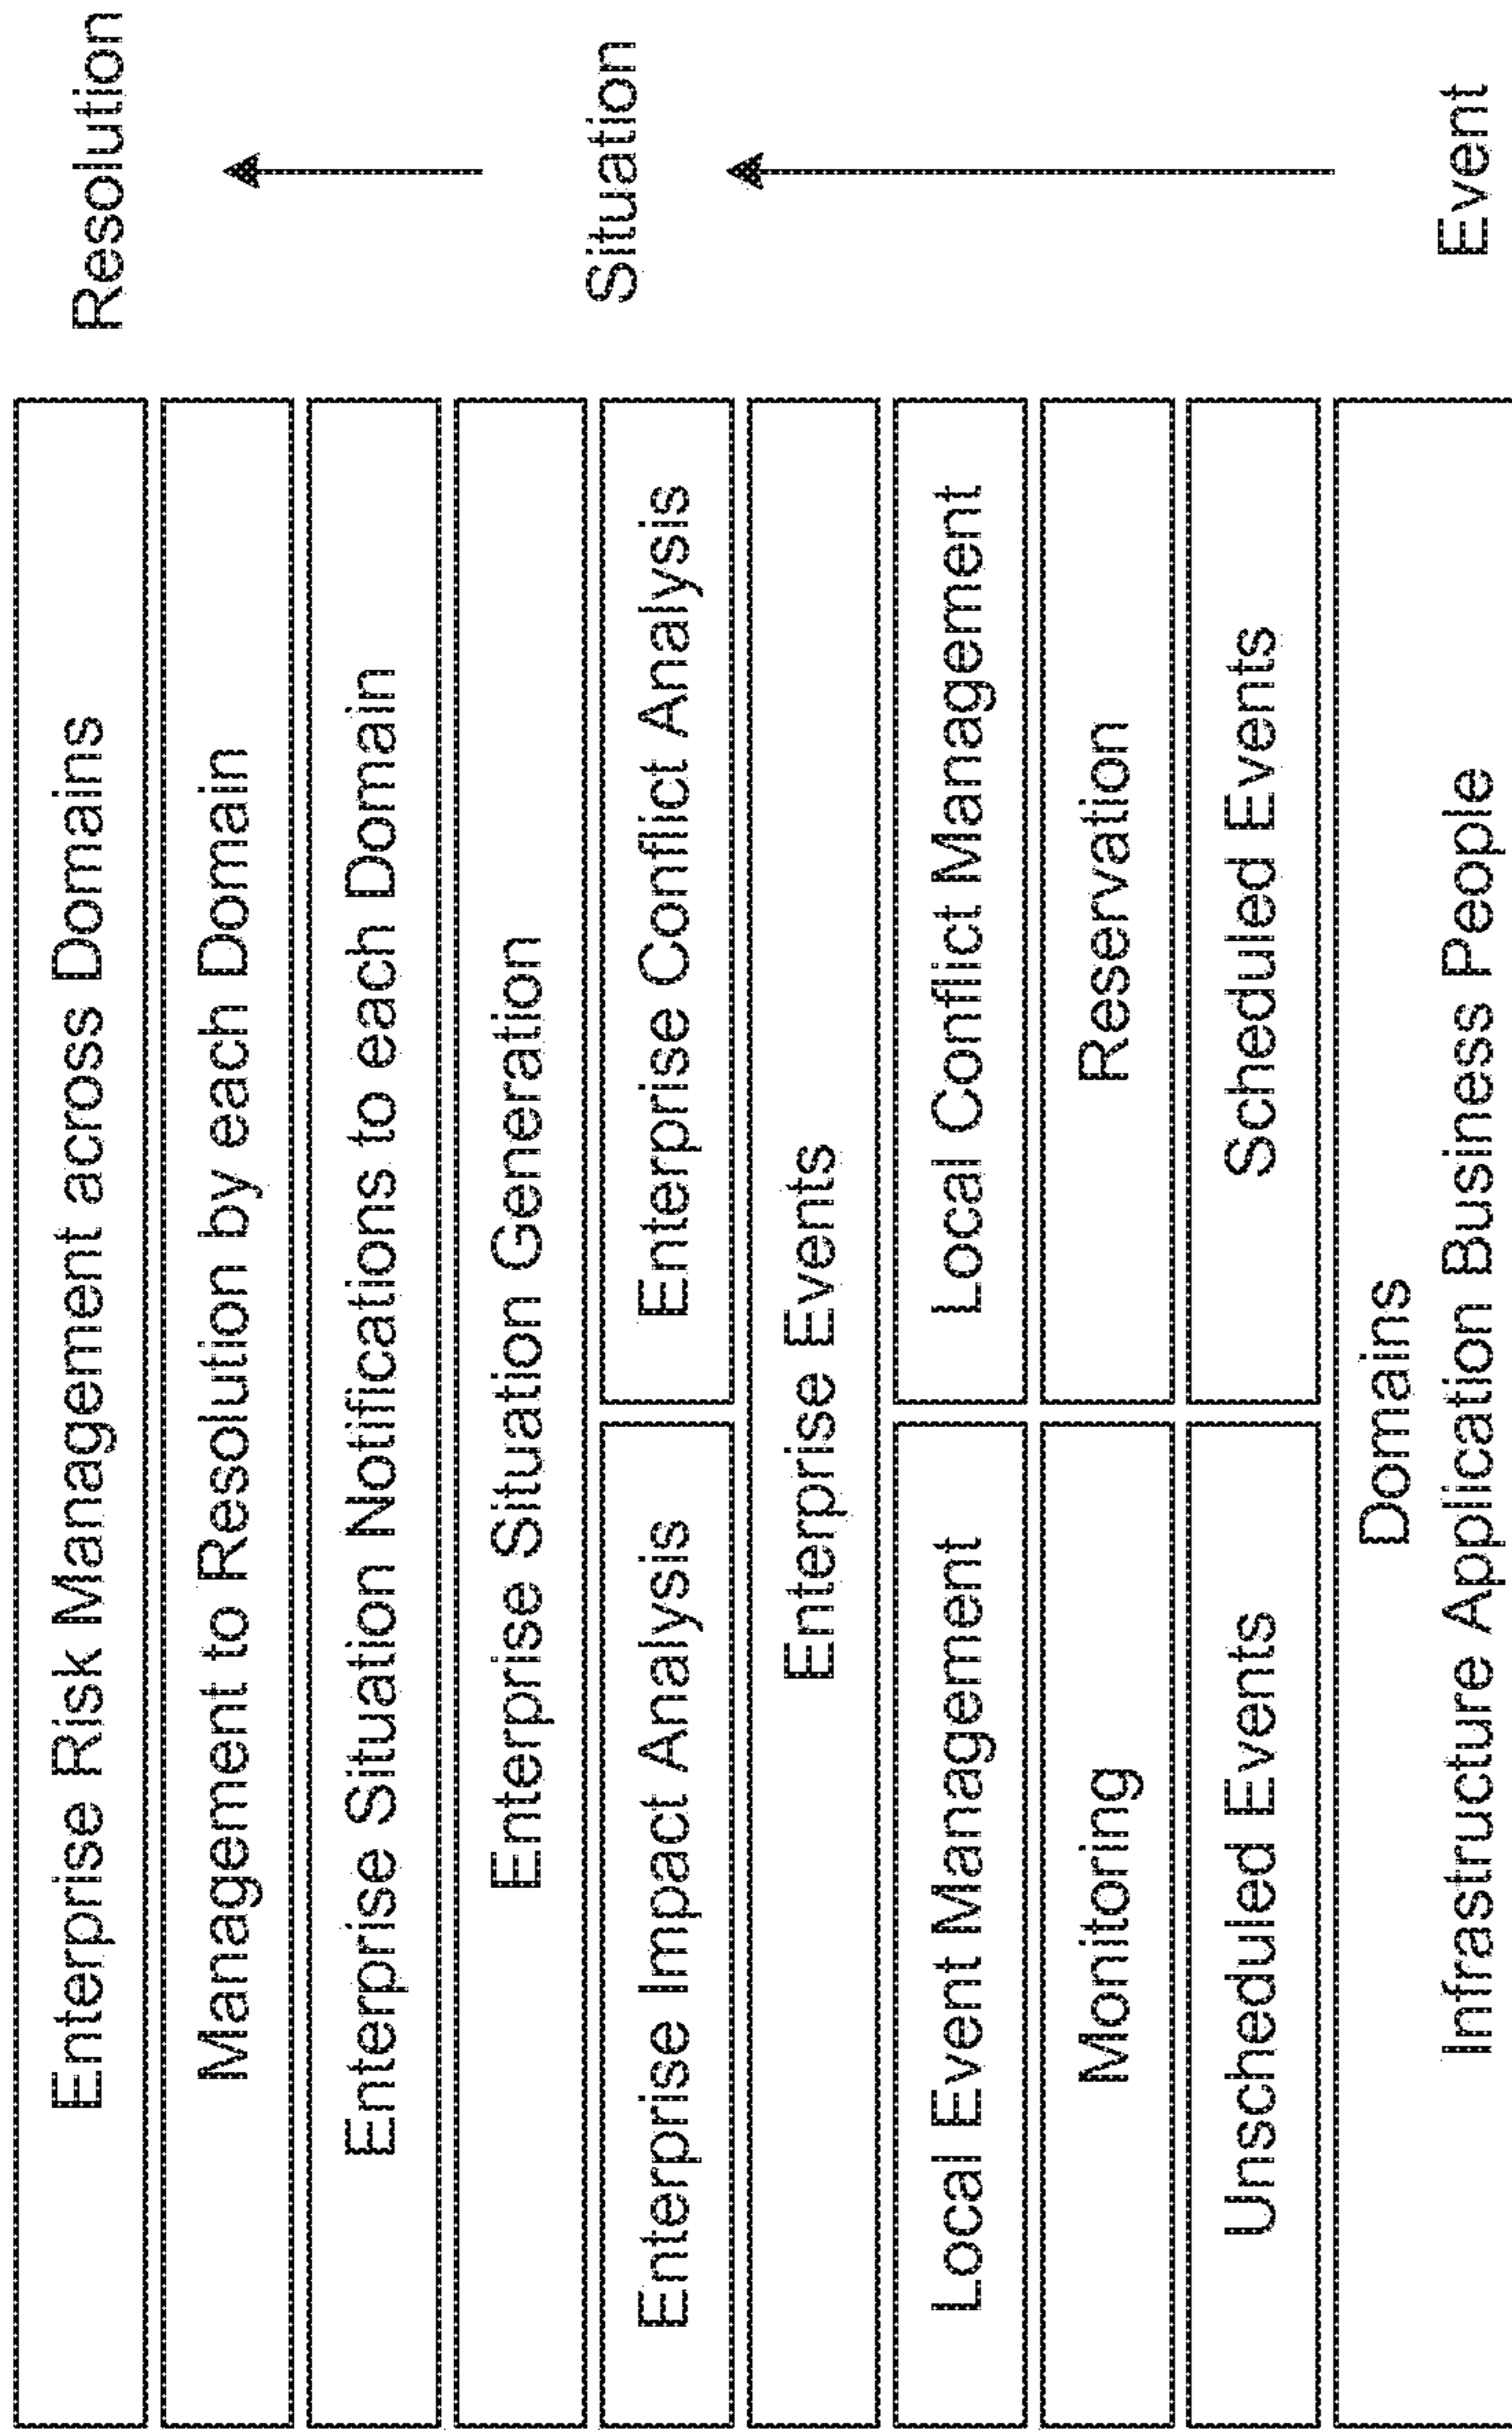 Enterprise Risk Management across Domains
Resolution
Management to Resolution by each Domain
Enterprise Situation Notifications to each Domain
Enterprise Situation Generation
Enterprise Impact Analysis
Enterprise Conflict Analysis
Situation
Enterprise Events
Local Event Management
Local Conflict Management
Monitoring
Reservation
Unscheduled Events
Scheduled Events
Domains
Infrastructure Application Business People
Event